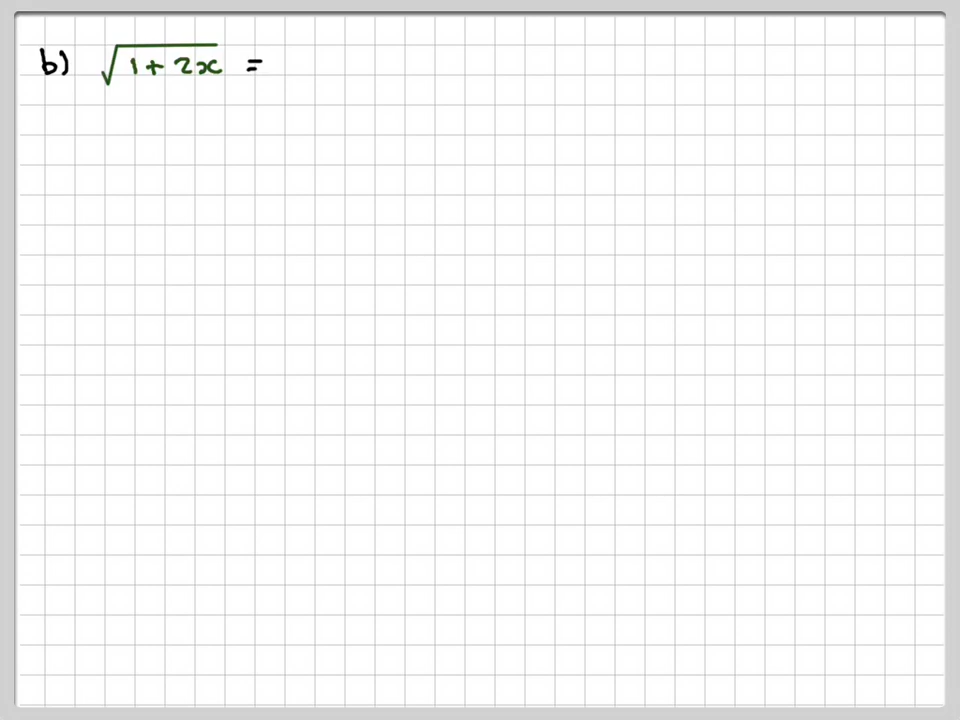 b) √(1 + 2x) =